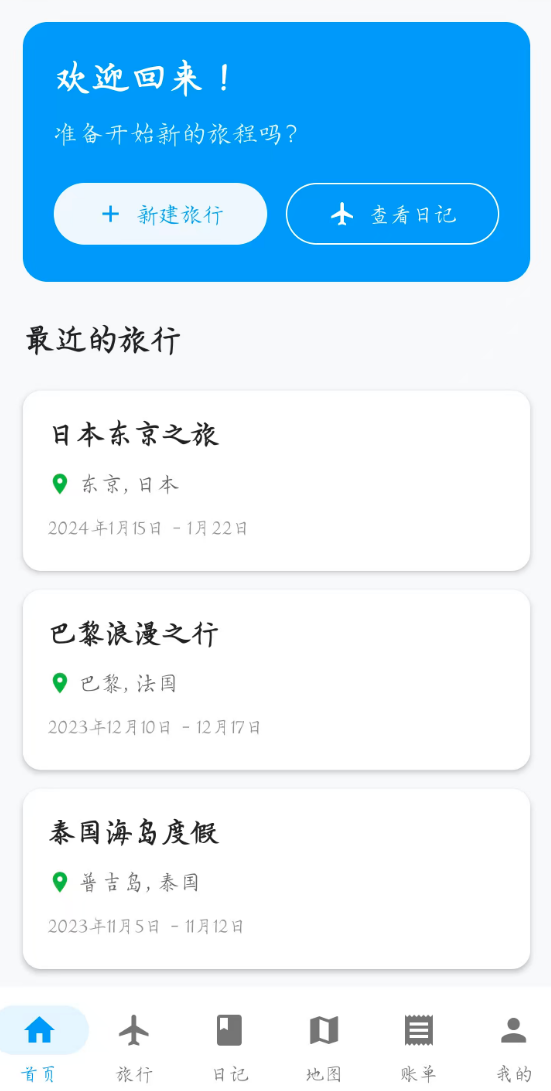 欢迎回来！
准备开始新的旅程吗？
新建旅行
查看日记
最近的旅行
日本东京之旅
东京, 日本
2024年1月15日 - 1月22日
巴黎浪漫之行
巴黎, 法国
2023年12月10日 - 12月17日
泰国海岛度假
普吉岛, 泰国
2023年11月5日 - 11月12日
首页 旅行 日记 地图 账单 我的